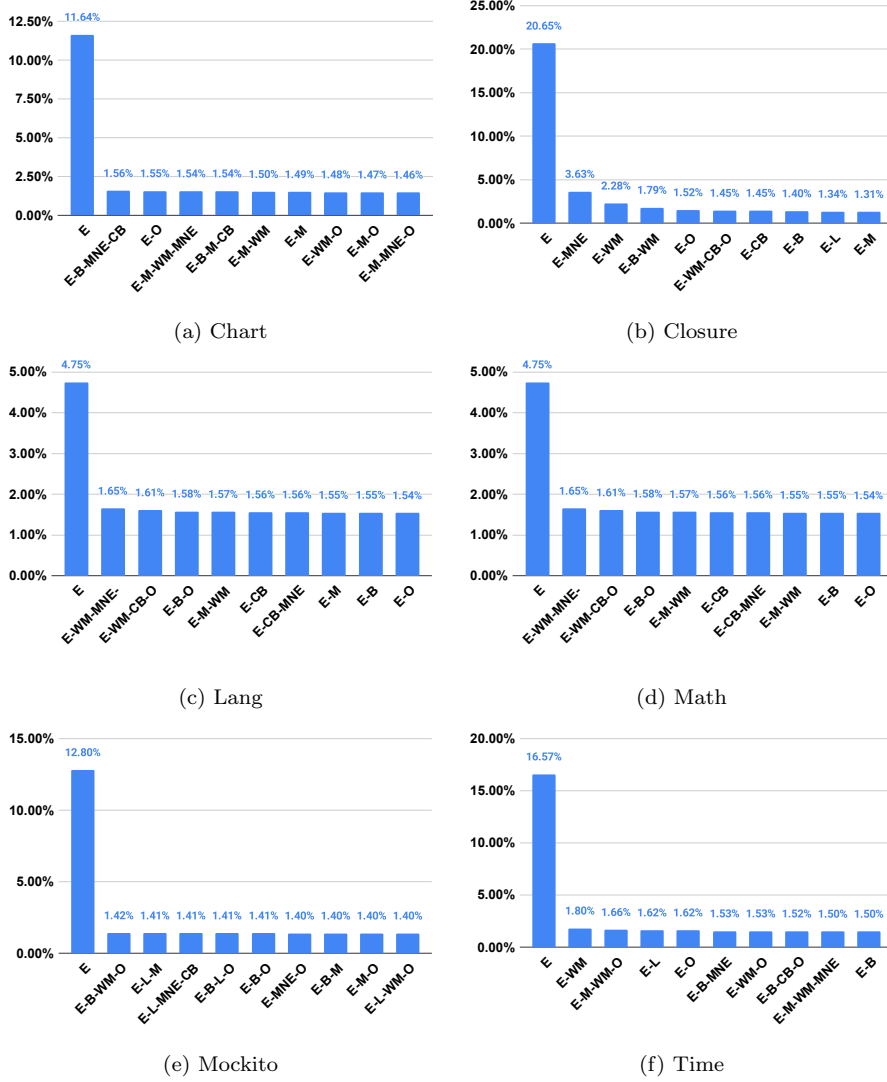 12.50%
10.00%
7.50%
5.00%
2.50%
0.00%
11.64%
1.56%
1.55%
1.54%
1.54%
1.50%
1.49%
1.48%
1.47%
1.46%
E
E-B-MNE-CB
E-O
E-M-WM-MNE
E-B-M-CB
E-M-WM
E-M
E-WM-O
E-M-O
E-M-MNE-O
(a) Chart
25.00%
20.00%
15.00%
10.00%
5.00%
0.00%
20.65%
3.63%
2.28%
1.79%
1.52%
1.45%
1.45%
1.40%
1.34%
1.31%
E
E-MNE
E-WM
E-B-WM
E-O
E-WM-CB-O
E-CB
E-B
E-L
E-M
(b) Closure
5.00%
4.00%
3.00%
2.00%
1.00%
0.00%
4.75%
1.65%
1.61%
1.58%
1.57%
1.56%
1.56%
1.55%
1.55%
1.54%
E
E-WM-MNE-
E-WM-CB-O
E-B-O
E-M-WM
E-CB
E-CB-MNE
E-M
E-B
E-O
(c) Lang
5.00%
4.00%
3.00%
2.00%
1.00%
0.00%
4.75%
1.65%
1.61%
1.58%
1.57%
1.56%
1.56%
1.55%
1.55%
1.54%
E
E-WM-MNE-
E-WM-CB-O
E-B-O
E-M-WM
E-CB
E-CB-MNE
E-M-WM
E-B
E-O
(d) Math
15.00%
10.00%
5.00%
0.00%
12.80%
1.42%
1.41%
1.41%
1.41%
1.41%
1.40%
1.40%
1.40%
1.40%
E
E-B-WM-O
E-L-M
E-L-MNE-CB
E-B-L-O
E-B-O
E-MNE-O
E-B-M
E-M-O
E-L-WM-O
(e) Mockito
20.00%
15.00%
10.00%
5.00%
0.00%
16.57%
1.80%
1.66%
1.62%
1.62%
1.53%
1.53%
1.52%
1.50%
1.50%
E
E-WM
E-M-WM-O
E-L
E-O
E-B-MNE
E-WM-O
E-B-CB-O
E-M-WM-MNE
E-B
(f) Time